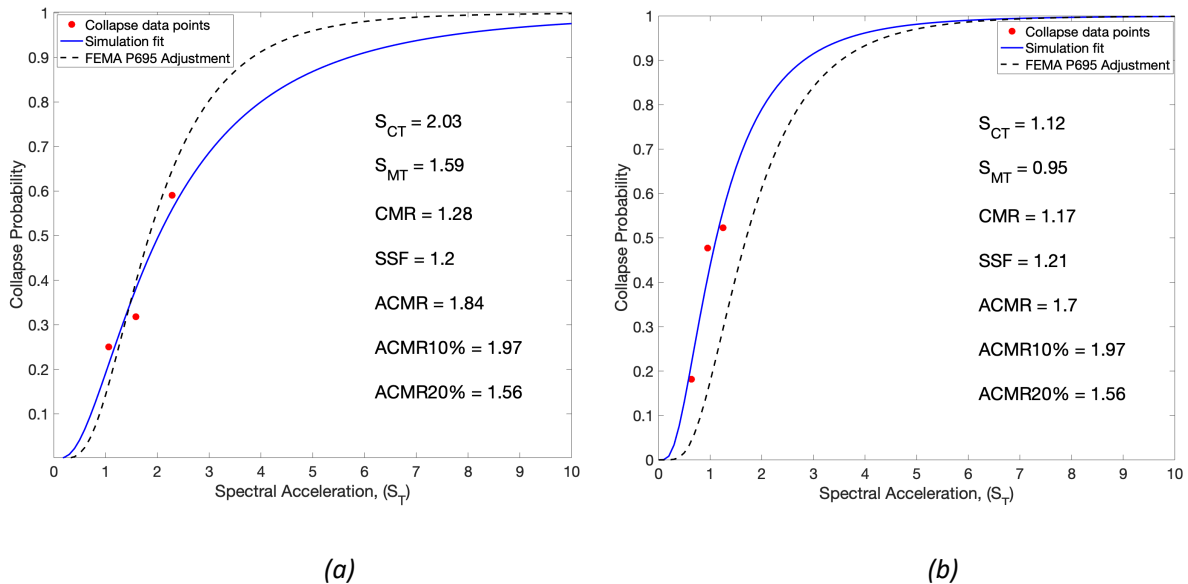 Collapse data points
Simulation fit
FEMA P695 Adjustment
S_CT = 2.03
S_MT = 1.59
CMR = 1.28
SSF = 1.2
ACMR = 1.84
ACMR10% = 1.97
ACMR20% = 1.56
1
0.9
0.8
0.7
0.6
0.5
0.4
0.3
0.2
0.1
Collapse Probability
0 1 2 3 4 5 6 7 8 9 10
Spectral Acceleration, (S_T)
(a)
Collapse data points
Simulation fit
FEMA P695 Adjustment
S_CT = 1.12
S_MT = 0.95
CMR = 1.17
SSF = 1.21
ACMR = 1.7
ACMR10% = 1.97
ACMR20% = 1.56
1
0.9
0.8
0.7
0.6
0.5
0.4
0.3
0.2
0.1
0
Collapse Probability
0 1 2 3 4 5 6 7 8 9 10
Spectral Acceleration, (S_T)
(b)